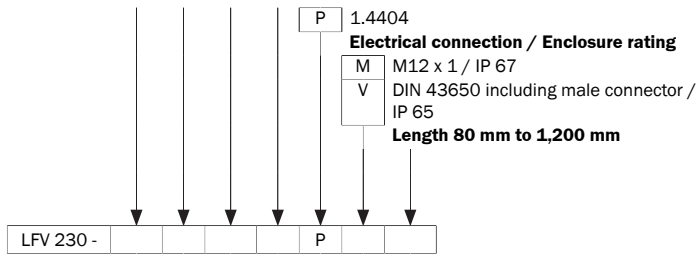 P 1.4404
Electrical connection / Enclosure rating
M M12 x 1 / IP 67
V DIN 43650 including male connector /
IP 65
Length 80 mm to 1,200 mm
LFV 230 - P